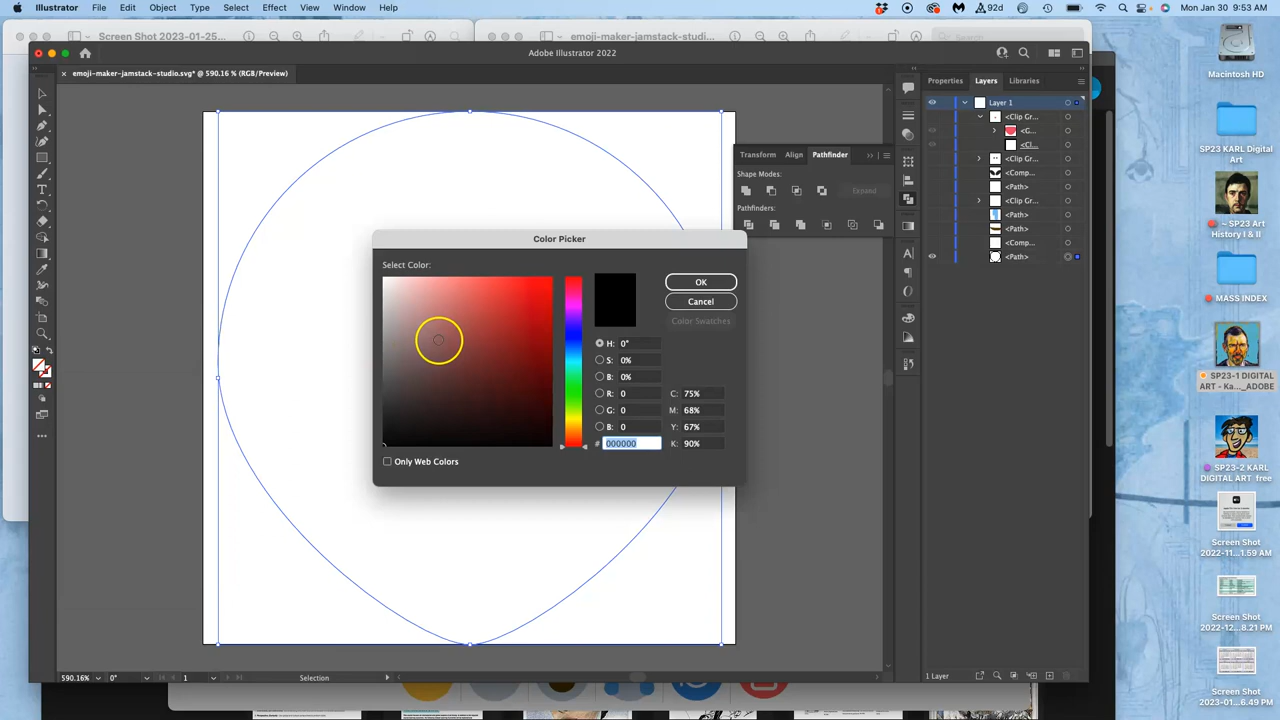 Illustrator File Edit Object Type Select Effect View Window Help 92d Mon Jan 30 9:53 AM
Screen Shot 2023-01-25...
emoji-maker-jamstack-studio-...
Search
Adobe Illustrator 2022
emoji-maker-jamstack-studio.svg* @ 590.16 % (RGB/Preview)
Properties Layers Libraries
Layer 1
<Clip Gr...
<G...
<Cl...
<Clip Gr...
<Comp...
<Path>
<Clip Gr...
<Path>
<Path>
<Comp...
<Path>
Transform Align Pathfinder
Shape Modes:
Expand
Pathfinders:
Color Picker
Select Color:
OK
Cancel
Color Swatches
H: 0°
S: 0%
B: 0%
R: 0 C: 75%
G: 0 M: 68%
B: 0 Y: 67%
# 000000 K: 90%
Only Web Colors
590.16% 0° 1 Selection
1 Layer
Macintosh HD
SP23 KARL Digital
Art
~ SP23 Art
History I & II
MASS INDEX
SP23-1 DIGITAL
ART - Ka..._ADOBE
SP23-2 KARL
DIGITAL ART free
Screen Shot
2022-11...1.59 AM
Screen Shot
2022-12...8.21 PM
Screen Shot
2023-01...6.49 PM